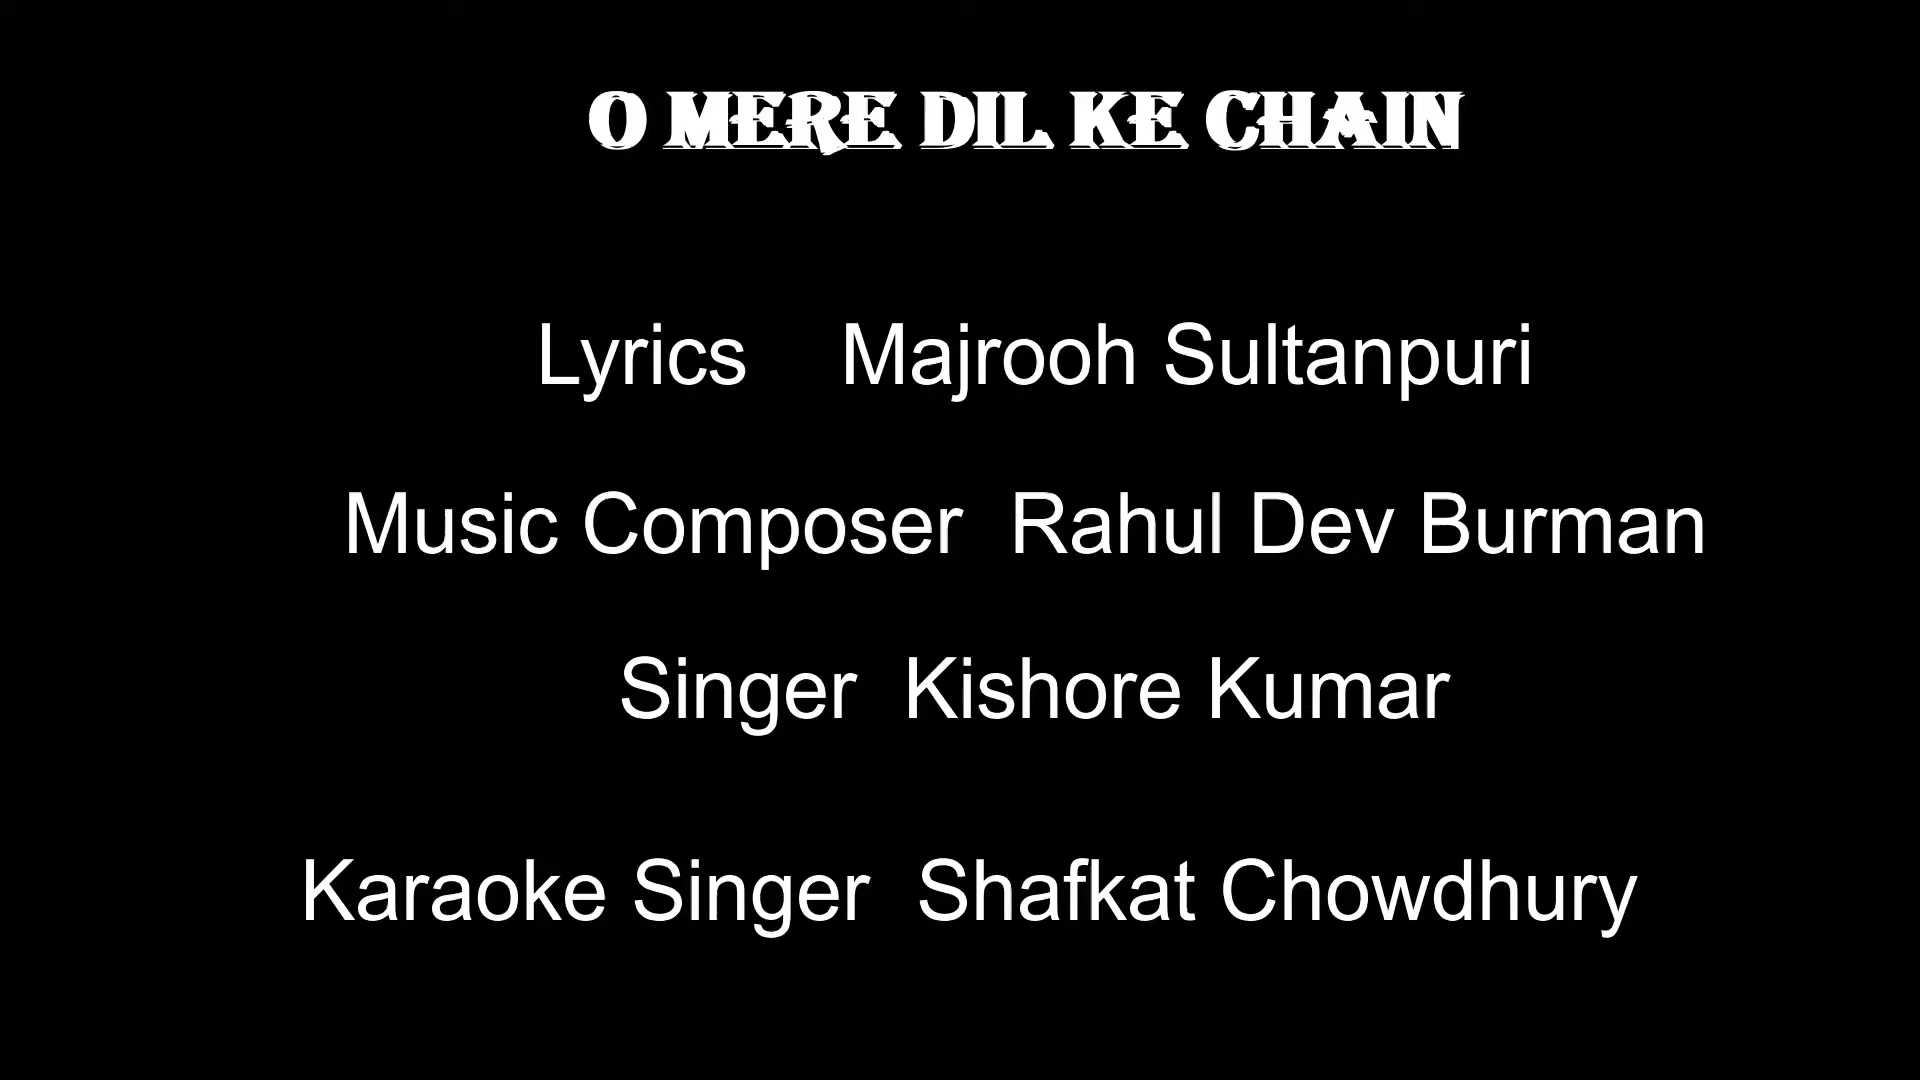 O MERE DIL KE CHAIN
Lyrics Majrooh Sultanpuri
Music Composer Rahul Dev Burman
Singer Kishore Kumar
Karaoke Singer Shafkat Chowdhury